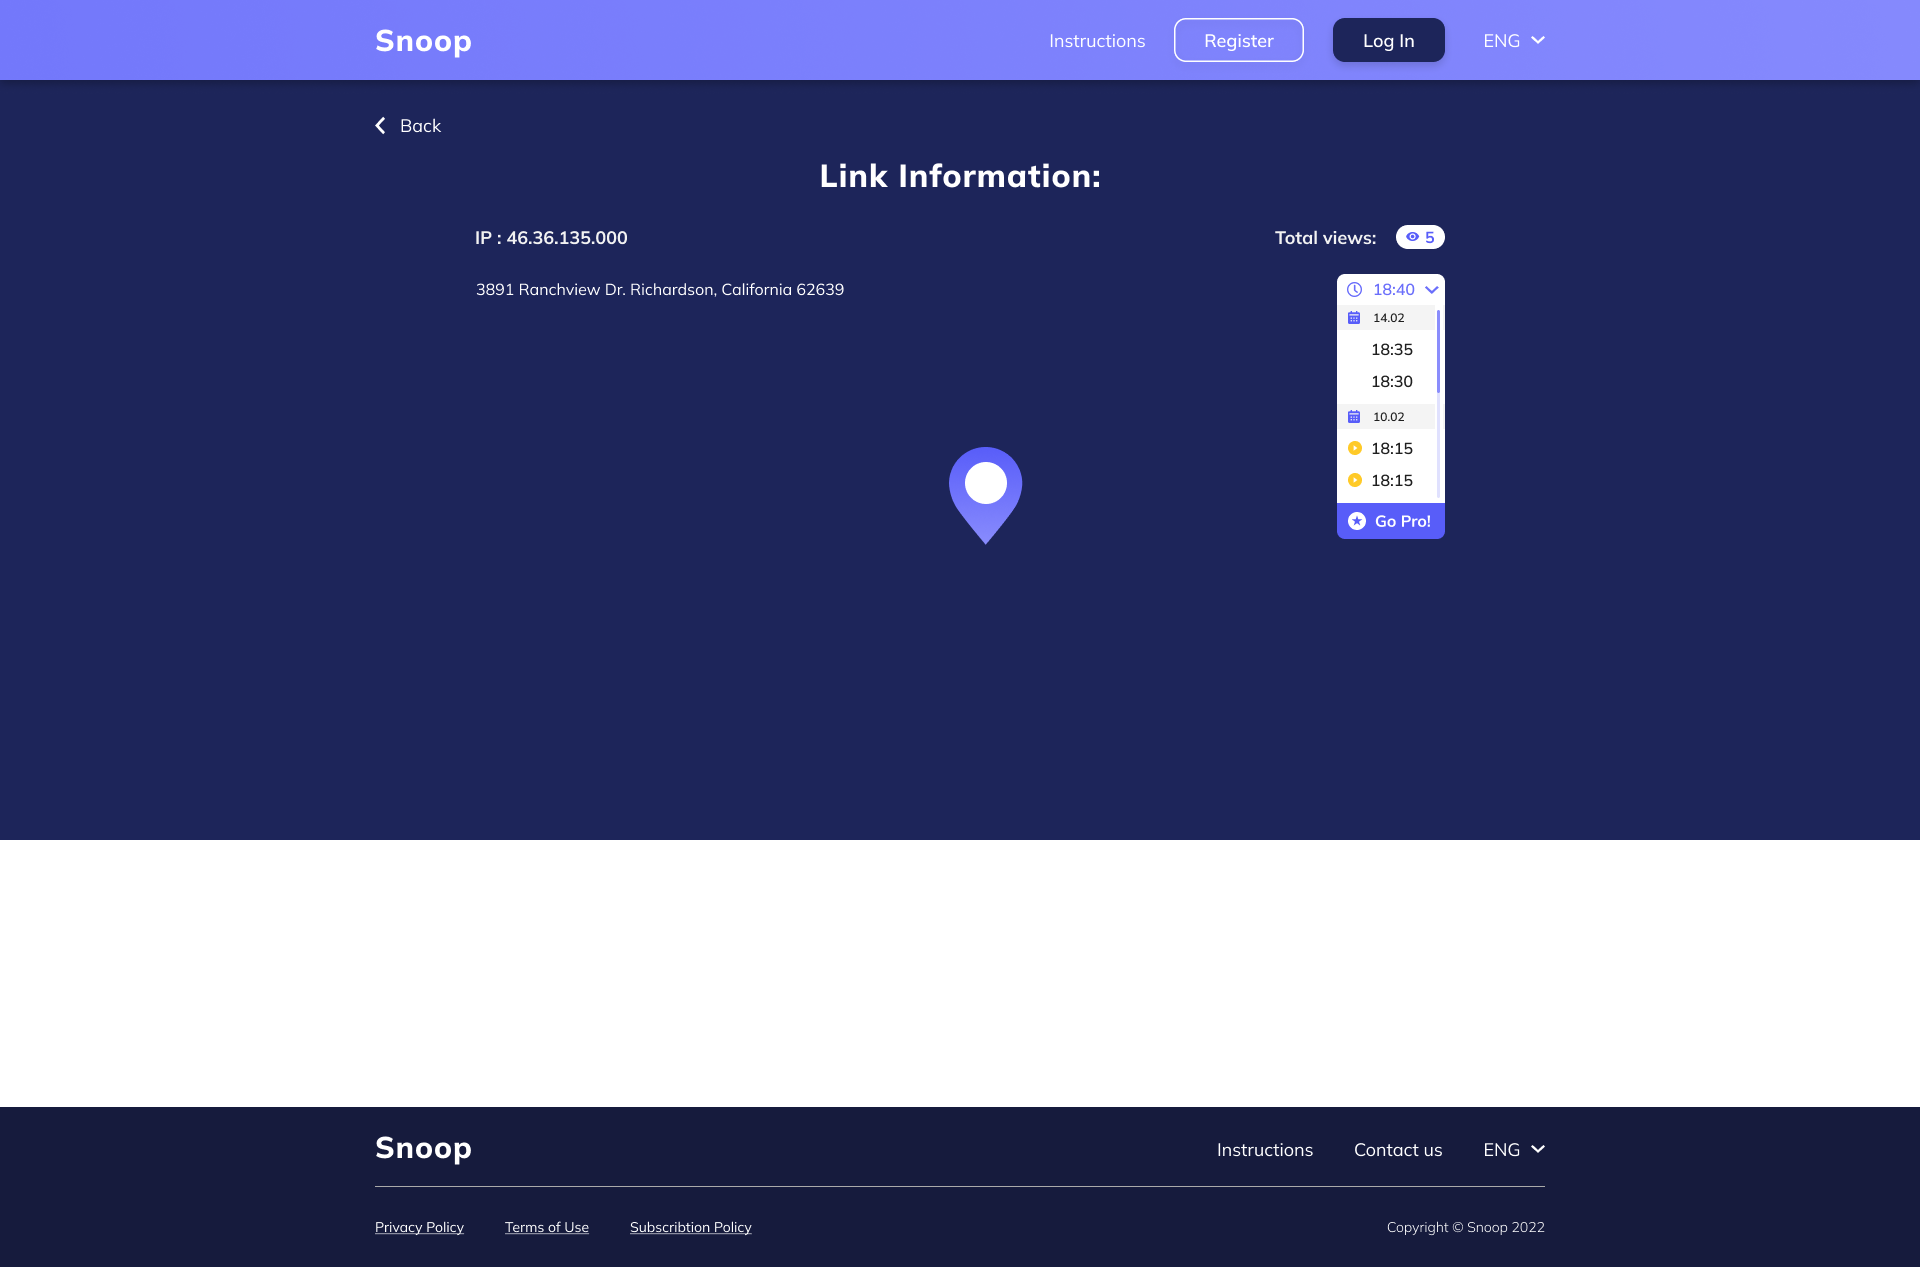 Snoop
Instructions
Register
Log In
ENG
Back
Link Information:
IP : 46.36.135.000
Total views:
5
3891 Ranchview Dr. Richardson, California 62639
18:40
14.02
18:35
18:30
10.02
18:15
18:15
Go Pro!
Snoop
Instructions
Contact us
ENG
Privacy Policy
Terms of Use
Subscribtion Policy
Copyright © Snoop 2022